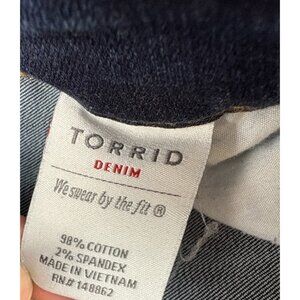 TORRID
DENIM
We swear by the fit ®
98% COTTON
2% SPANDEX
MADE IN VIETNAM
RN# 148862